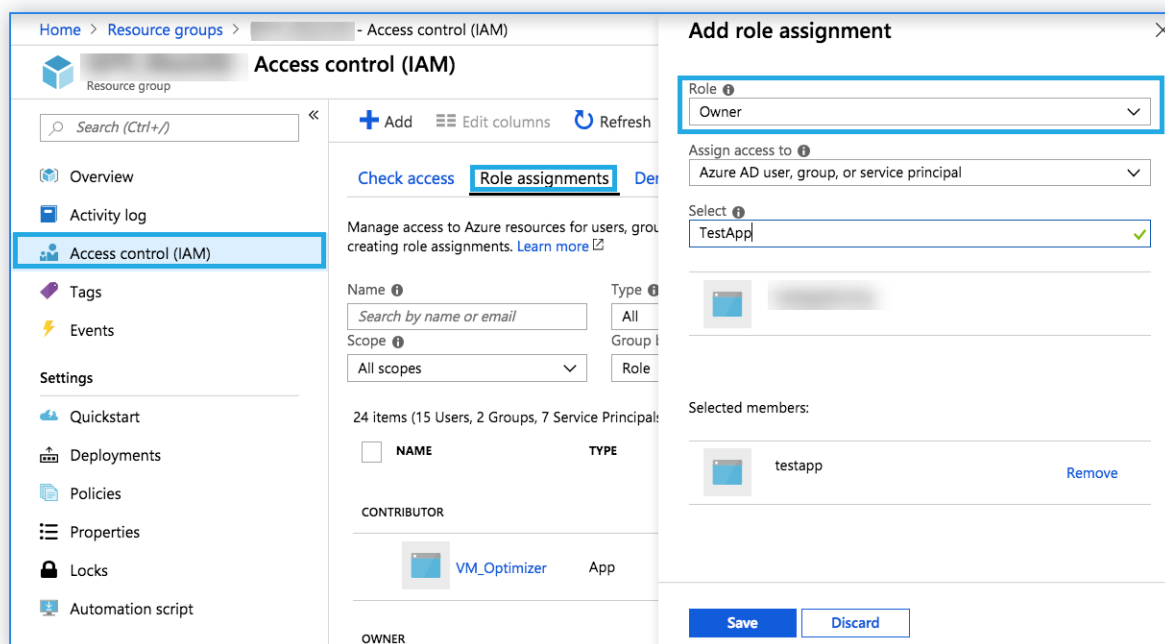 Home > Resource groups > - Access control (IAM)
Access control (IAM)
Resource group
Search (Ctrl+/)
«
Overview
Activity log
Access control (IAM)
Tags
Events
Settings
Quickstart
Deployments
Policies
Properties
Locks
Automation script
Add
Edit columns
Refresh
Check access
Role assignments
Manage access to Azure resources for users,
creating role assignments. Learn more
Name
Type
Search by name or email
All
Scope
Group
All scopes
Role
24 items (15 Users, 2 Groups, 7 Service Principals
NAME TYPE
CONTRIBUTOR
VM_Optimizer App
OWNER
Add role assignment
Role
Owner
Assign access to
Azure AD user, group, or service principal
Select
TestApp
Selected members:
testapp
Remove
Save
Discard